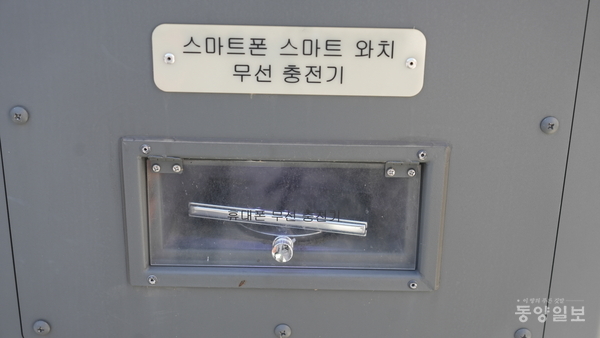 스마트폰 스마트 와치
무선 충전기
휴대폰 무선 충전기
동양일보